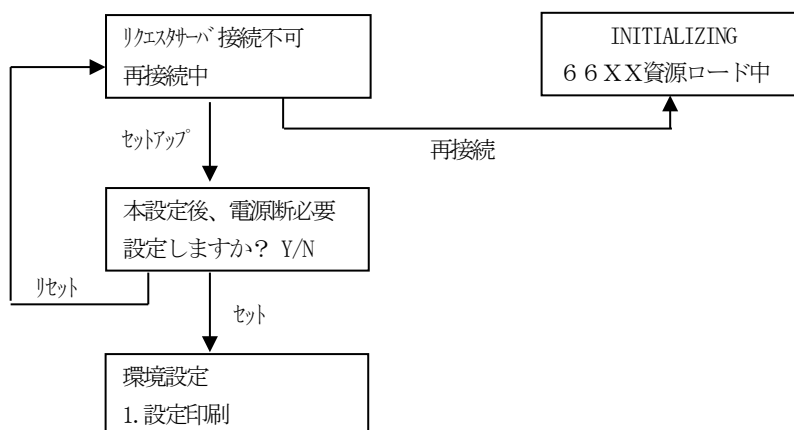 ﾘｸｴｽﾀｻｰﾊﾞ接続不可
再接続中
INITIALIZING
６６ＸＸ資源ロード中
ｾｯﾄｱｯﾌﾟ
再接続
本設定後、電源断必要
設定しますか？ Y/N
ﾘｾｯﾄ
ｾｯﾄ
環境設定
1.設定印刷